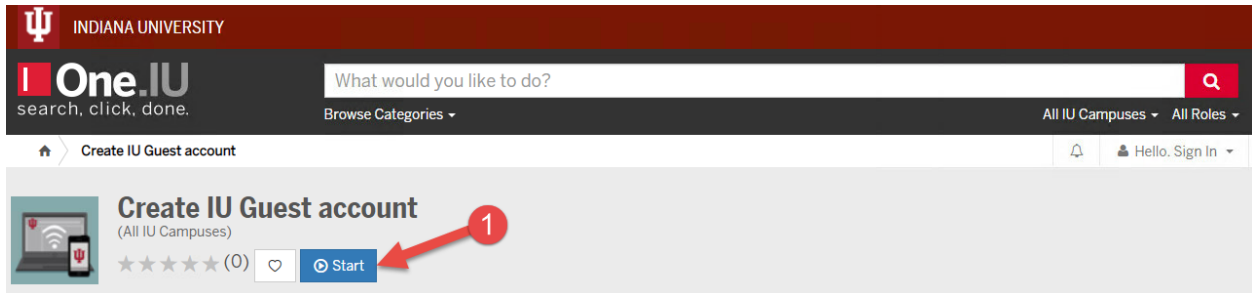 INDIANA UNIVERSITY
One.IU
search, click, done.
What would you like to do?
Browse Categories
All IU Campuses
All Roles
Create IU Guest account
Hello. Sign In
Create IU Guest account
(All IU Campuses)
(0)
Start
1